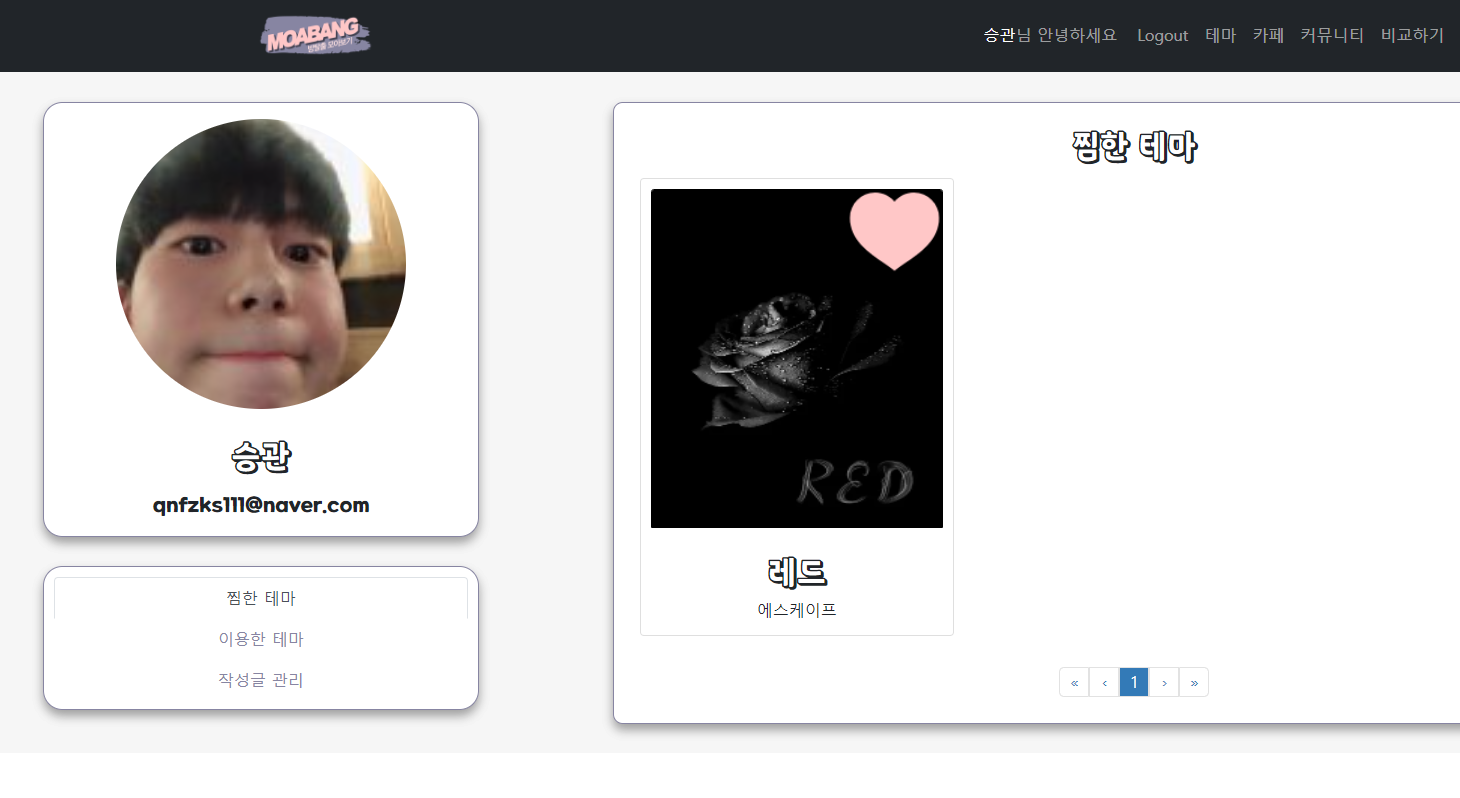 MOABANG
방탈출 모아보기
승관님 안녕하세요 Logout 테마 카페 커뮤니티 비교하기
승관
qnfzks111@naver.com
찜한 테마
이용한 테마
작성글 관리
찜한 테마
RED
레드
에스케이프
« ‹ 1 › »